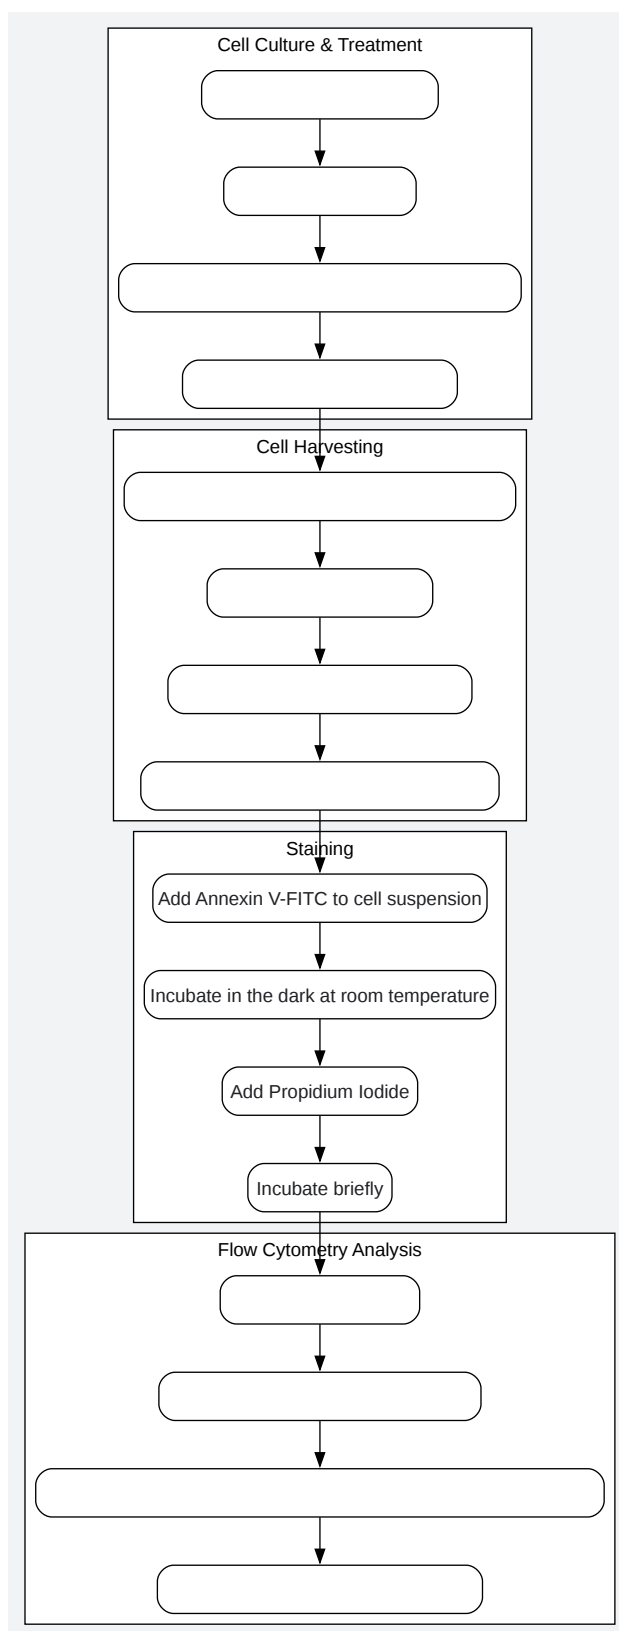 Cell Culture & Treatment
Cell Harvesting
Staining
Add Annexin V-FITC to cell suspension
Incubate in the dark at room temperature
Add Propidium Iodide
Incubate briefly
Flow Cytometry Analysis